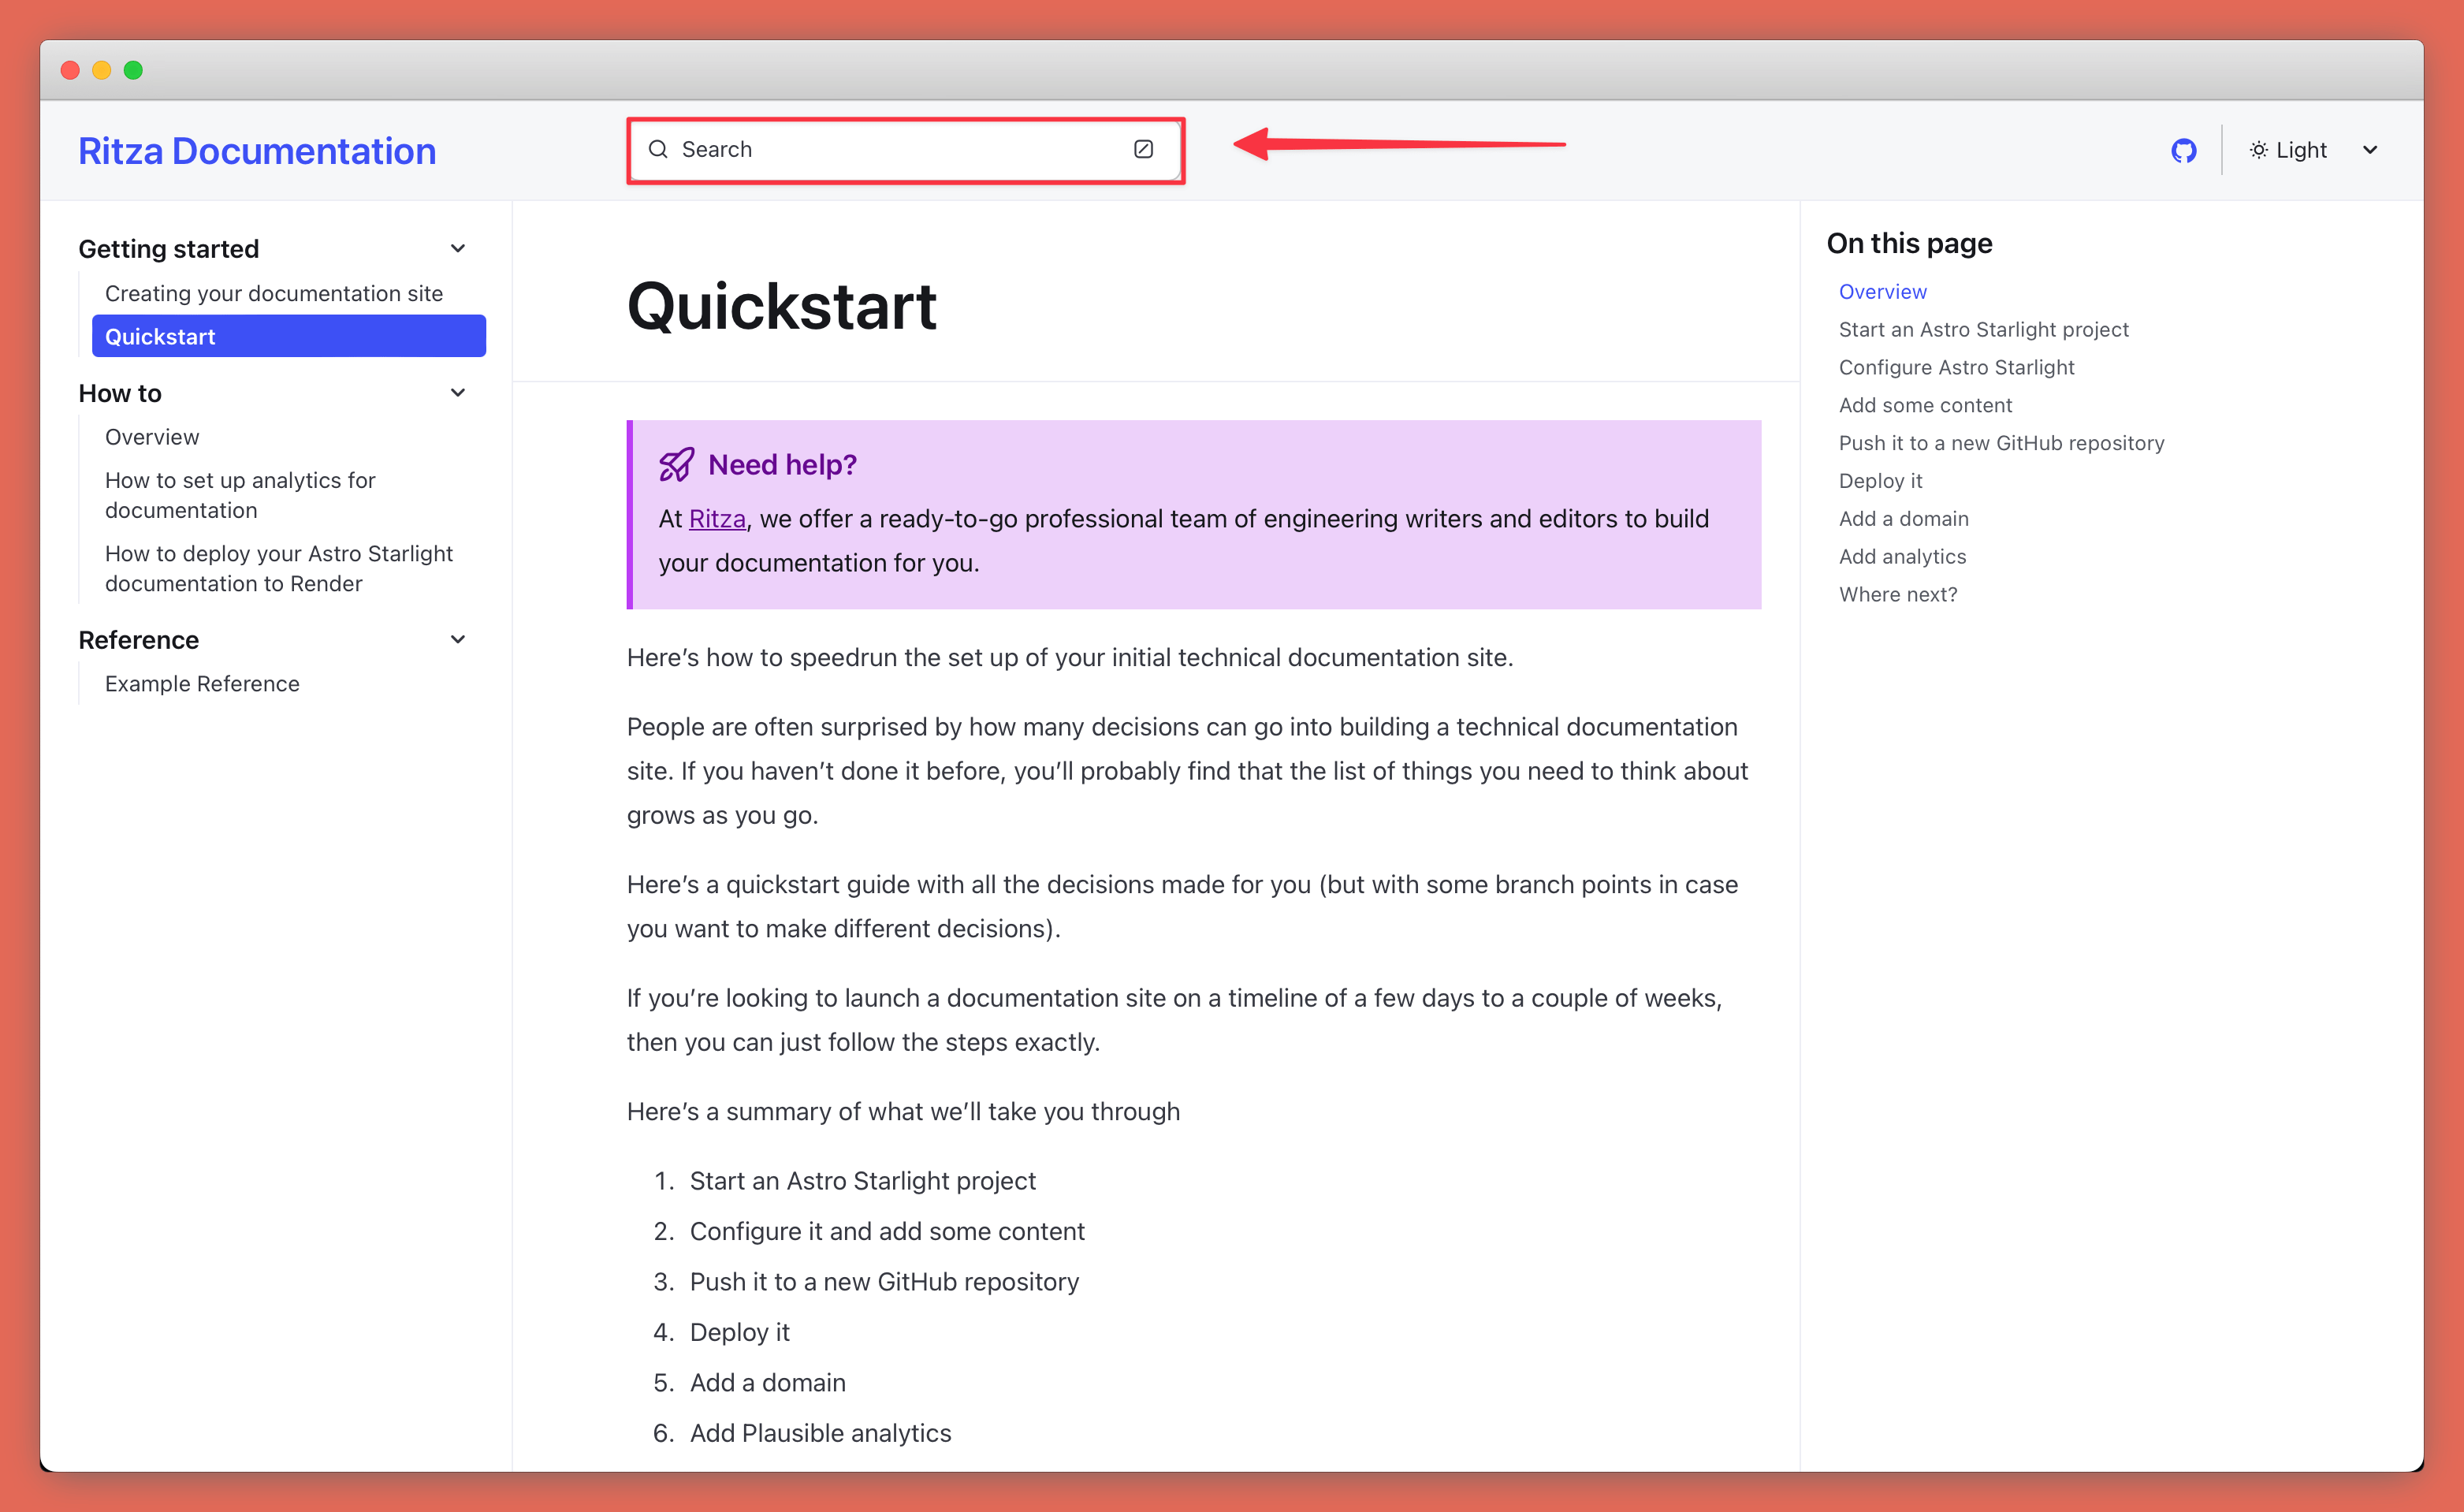 Ritza Documentation
Search
Light
Getting started
Creating your documentation site
Quickstart
How to
Overview
How to set up analytics for
documentation
How to deploy your Astro Starlight
documentation to Render
Reference
Example Reference
Quickstart
Need help?
At Ritza, we offer a ready-to-go professional team of engineering writers and editors to build
your documentation for you.
Here’s how to speedrun the set up of your initial technical documentation site.
People are often surprised by how many decisions can go into building a technical documentation
site. If you haven’t done it before, you’ll probably find that the list of things you need to think about
grows as you go.
Here’s a quickstart guide with all the decisions made for you (but with some branch points in case
you want to make different decisions).
If you’re looking to launch a documentation site on a timeline of a few days to a couple of weeks,
then you can just follow the steps exactly.
Here’s a summary of what we’ll take you through
1. Start an Astro Starlight project
2. Configure it and add some content
3. Push it to a new GitHub repository
4. Deploy it
5. Add a domain
6. Add Plausible analytics
On this page
Overview
Start an Astro Starlight project
Configure Astro Starlight
Add some content
Push it to a new GitHub repository
Deploy it
Add a domain
Add analytics
Where next?